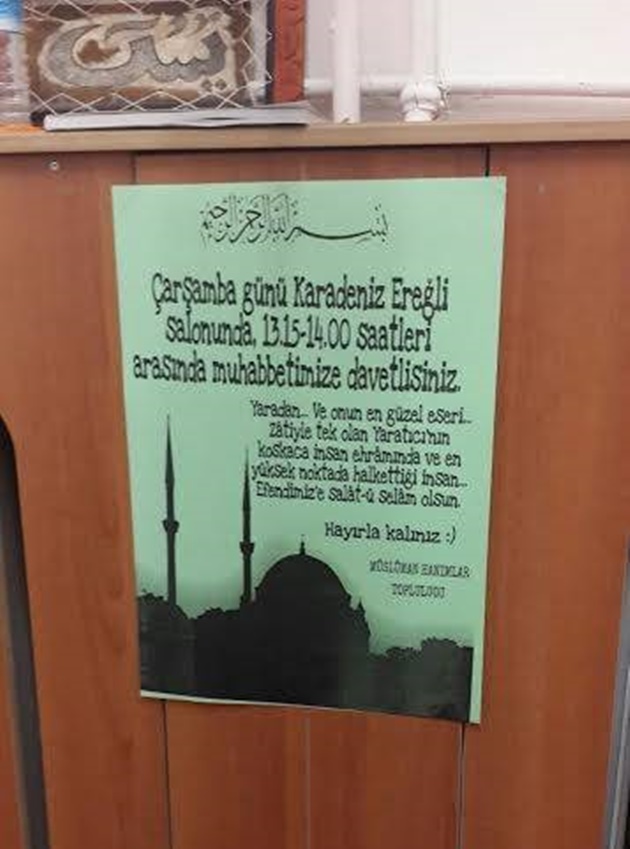 بسم الله الرحمن الرحيم
Çarşamba günü Karadeniz Ereğli
salonunda, 13.15-14.00 saatleri
arasında muhabbetimize davetlisiniz.
Yaradan... Ve onun en güzel eseri...
zâtiyle tek olan Yaratıcı'nın
koskaca insan ehrâmında ve en
yüksek noktada halkettiği insan...
Efendimiz'e salât-ü selâm olsun.
Hayırla kalınız :)
MÜSLÜMAN HANIMLAR
TOPLULUĞU